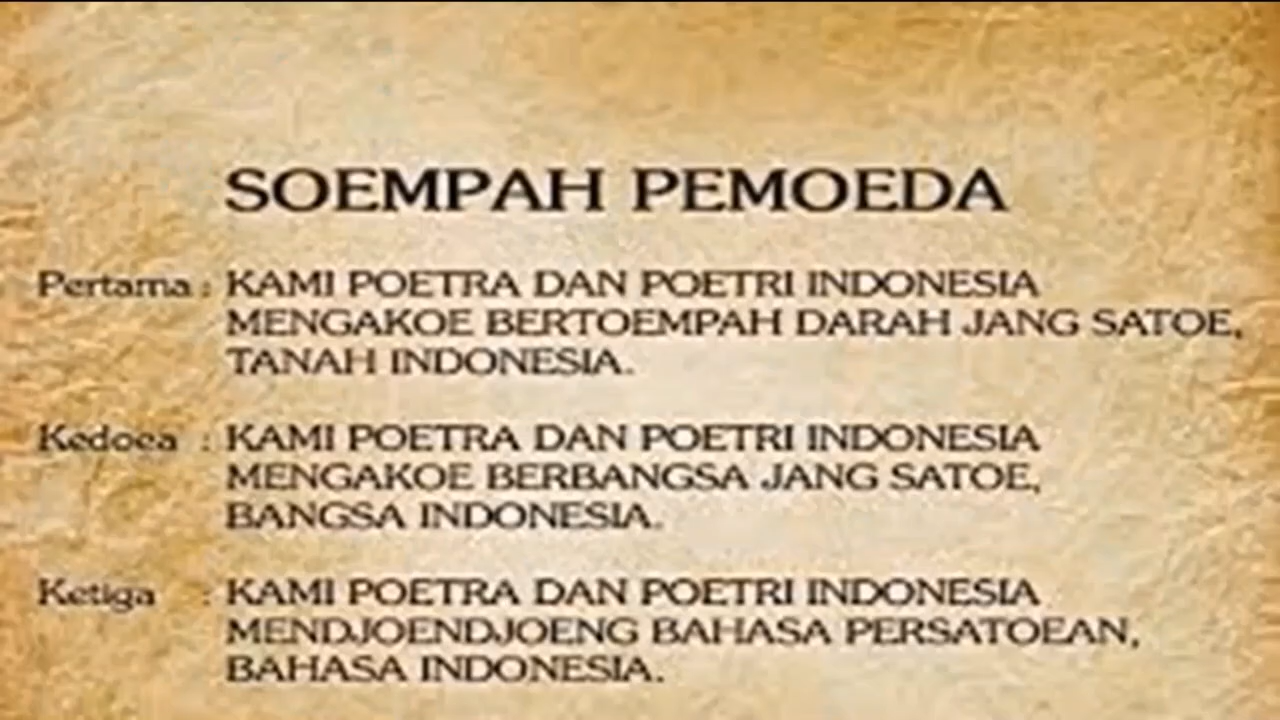 SOEMPAH PEMOEDA
Pertama : KAMI POETRA DAN POETRI INDONESIA
MENGAKOE BERTOEMPAH DARAH JANG SATOE,
TANAH INDONESIA.
Kedoea : KAMI POETRA DAN POETRI INDONESIA
MENGAKOE BERBANGSA JANG SATOE,
BANGSA INDONESIA.
Ketiga : KAMI POETRA DAN POETRI INDONESIA
MENDJOENDJOENG BAHASA PERSATOEAN,
BAHASA INDONESIA.